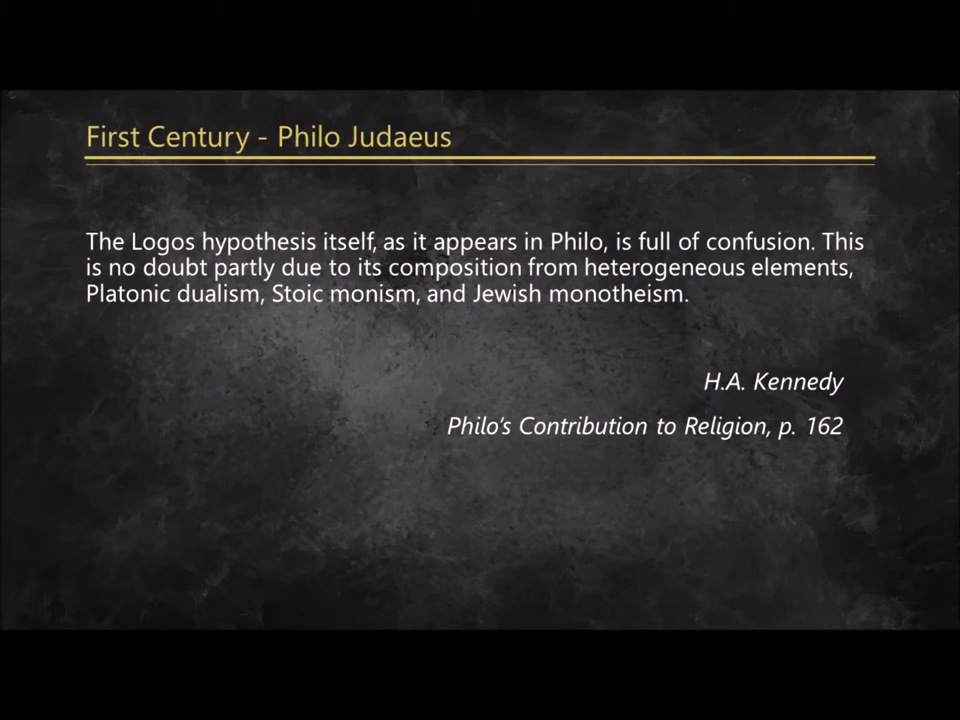 First Century - Philo Judaeus
The Logos hypothesis itself, as it appears in Philo, is full of confusion. This
is no doubt partly due to its composition from heterogeneous elements,
Platonic dualism, Stoic monism, and Jewish monotheism.
H.A. Kennedy
Philo's Contribution to Religion, p. 162